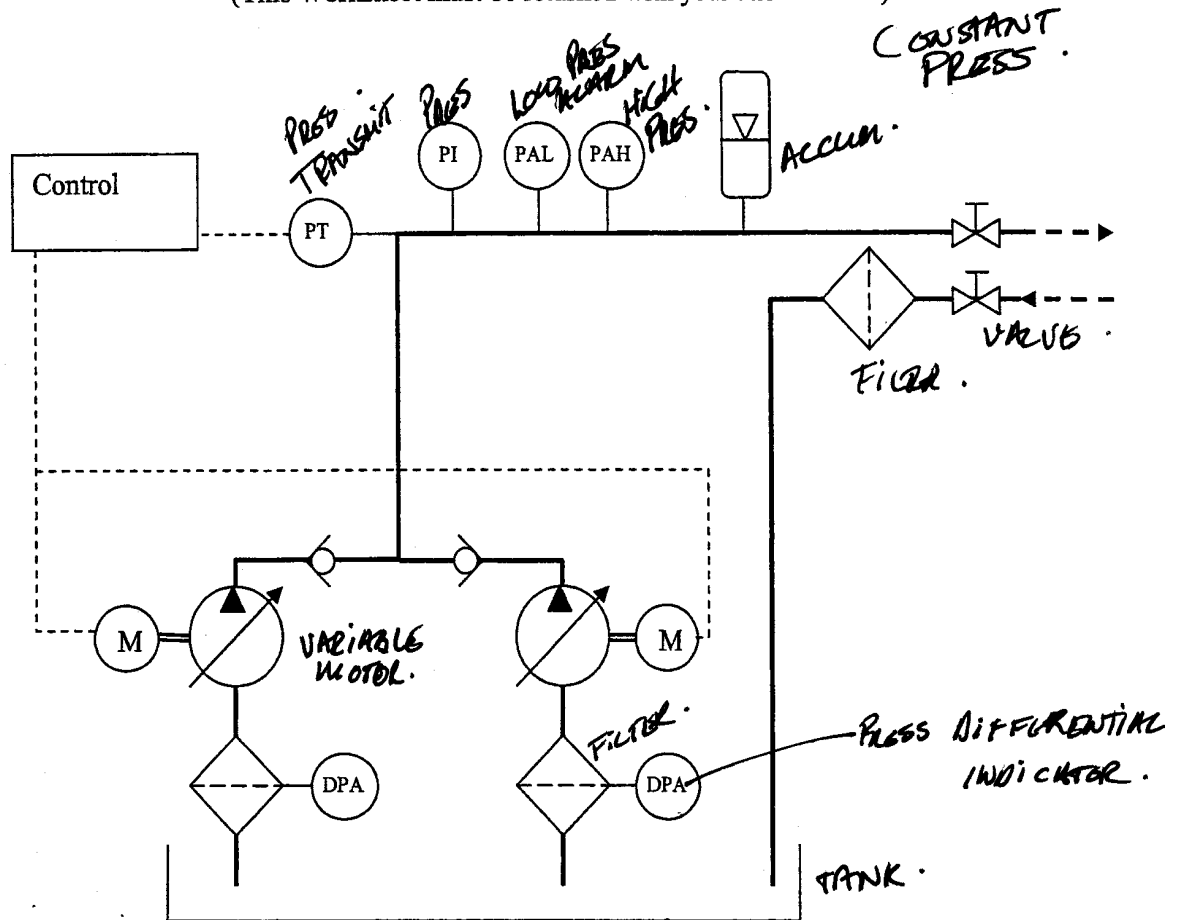 CONSTANT
PRESS.
PRES.
TRANSMIT
PRES
LOW PRES
ALARM
HIGH
PRES.
ACCUM.
Control
PT
PI
PAL
PAH
VALVE.
M
VARIABLE
MOTOR.
M
FILTER.
DPA
DPA
PRESS DIFFERENTIAL
INDICATOR.
TANK.